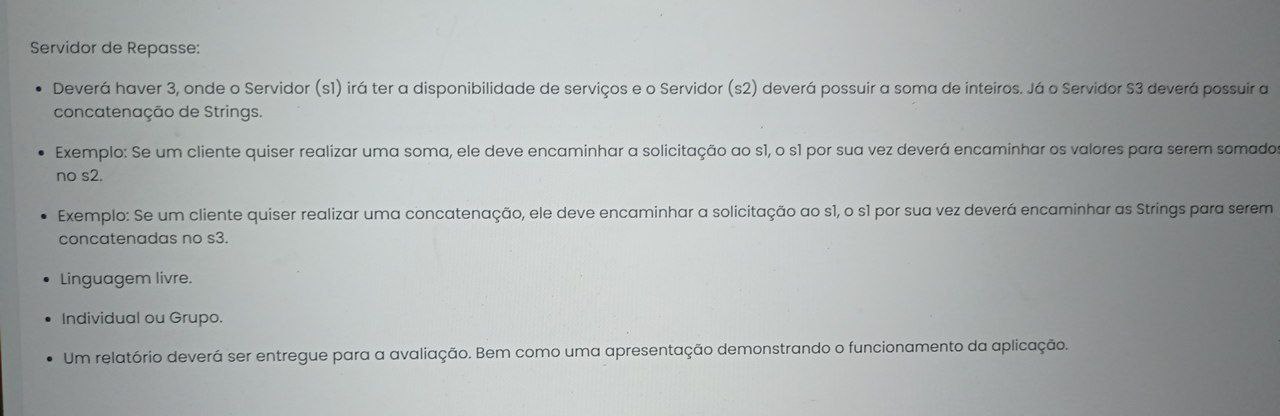 Servidor de Repasse:
• Deverá haver 3, onde o Servidor (s1) irá ter a disponibilidade de serviços e o Servidor (s2) deverá possuir a soma de inteiros. Já o Servidor S3 deverá possuir a
concatenação de Strings.
• Exemplo: Se um cliente quiser realizar uma soma, ele deve encaminhar a solicitação ao s1, o s1 por sua vez deverá encaminhar os valores para serem somados
no s2.
• Exemplo: Se um cliente quiser realizar uma concatenação, ele deve encaminhar a solicitação ao s1, o s1 por sua vez deverá encaminhar as Strings para serem
concatenadas no s3.
• Linguagem livre.
• Individual ou Grupo.
• Um relatório deverá ser entregue para a avaliação. Bem como uma apresentação demonstrando o funcionamento da aplicação.